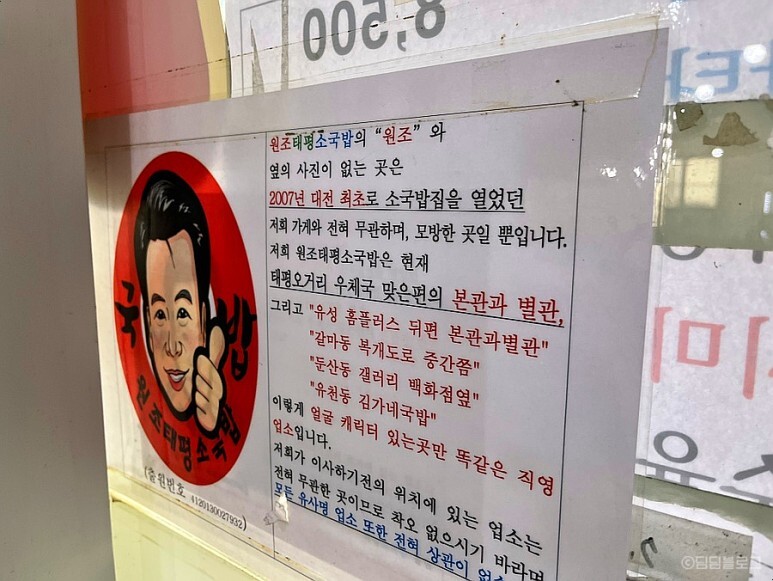 8,500
원조태평소국밥의 “원조” 와
옆의 사진이 없는 곳은
2007년 대전 최초로 소국밥집을 열었던
저희 가게와 전혀 무관하며, 모방한 곳일 뿐입니다.
저희 원조태평소국밥은 현재
태평오거리 우체국 맞은편의 본관과 별관,
그리고 "유성 홈플러스 뒤편 본관과별관"
"갈마동 복개도로 중간쯤"
"둔산동 갤러리 백화점옆"
"유천동 김가네국밥"
이렇게 얼굴 캐릭터 있는곳만 똑같은 직영
업소입니다.
저희가 이사하기전의 위치에 있는 업소는
전혀 무관한 곳이므로 착오 없으시기 바라며
모든 유사명 업소 또한 전혀 상관이
국밥
원조태평소국밥
(출원번호 4120130027932)
©딤딤블로그